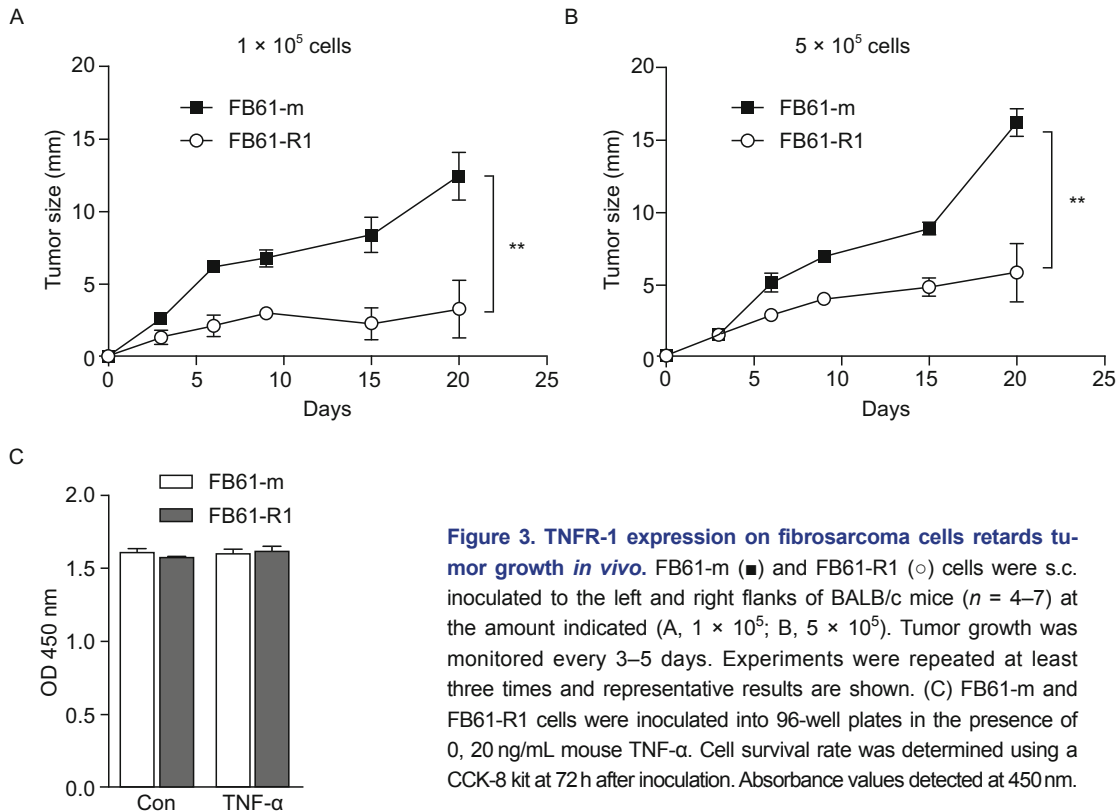 A
1 × 10⁵ cells
20
15
10
5
0
Tumor size (mm)
FB61-m
FB61-R1
**
0 5 10 15 20 25
Days
B
5 × 10⁵ cells
20
15
10
5
0
Tumor size (mm)
FB61-m
FB61-R1
**
0 5 10 15 20 25
Days
C
FB61-m
FB61-R1
2.0
1.5
1.0
0.5
0.0
OD 450 nm
Con TNF-α
Figure 3. TNFR-1 expression on fibrosarcoma cells retards tu-
mor growth in vivo. FB61-m (■) and FB61-R1 (○) cells were s.c.
inoculated to the left and right flanks of BALB/c mice (n = 4–7) at
the amount indicated (A, 1 × 10⁵; B, 5 × 10⁵). Tumor growth was
monitored every 3–5 days. Experiments were repeated at least
three times and representative results are shown. (C) FB61-m and
FB61-R1 cells were inoculated into 96-well plates in the presence of
0, 20 ng/mL mouse TNF-α. Cell survival rate was determined using a
CCK-8 kit at 72 h after inoculation. Absorbance values detected at 450 nm.